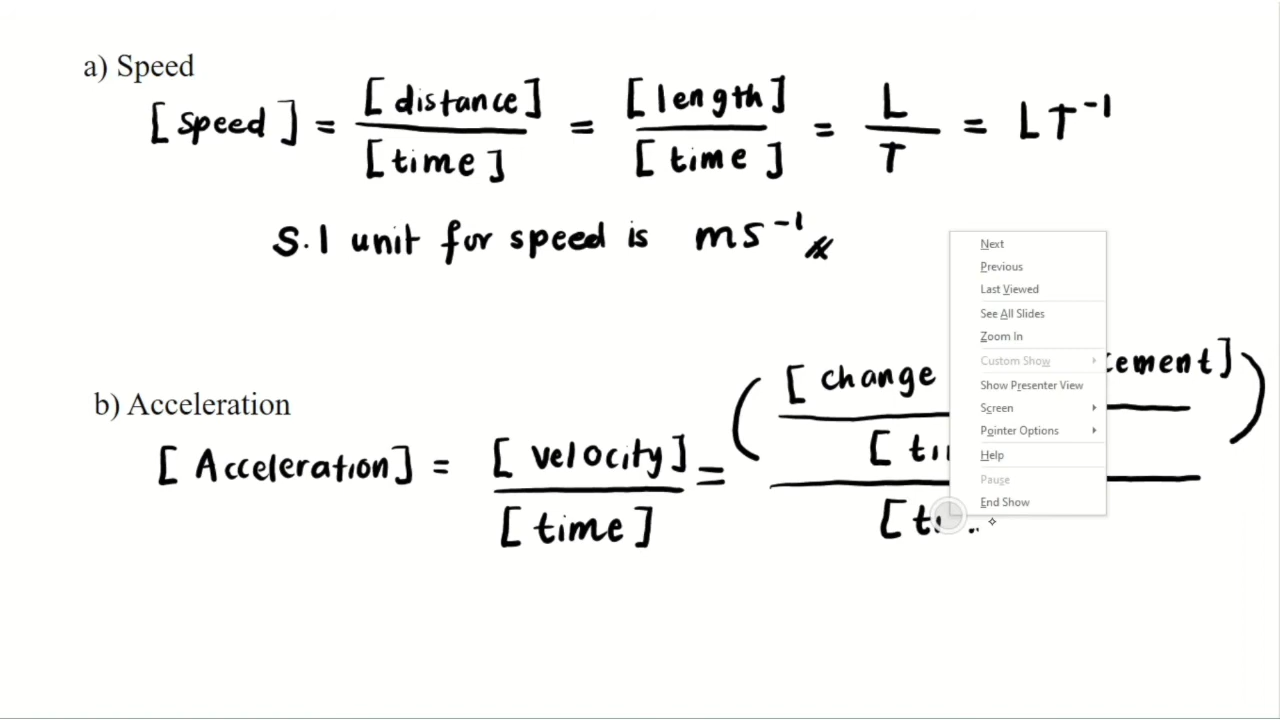 a) Speed
[speed] = [distance] / [time] = [length] / [time] = L / T = LT⁻¹
S.I unit for speed is ms⁻¹
Next
Previous
Last Viewed
See All Slides
Zoom In
Custom Show
Show Presenter View
Screen
Pointer Options
Help
Pause
End Show
b) Acceleration
[Acceleration] = [velocity] / [time] = ([change